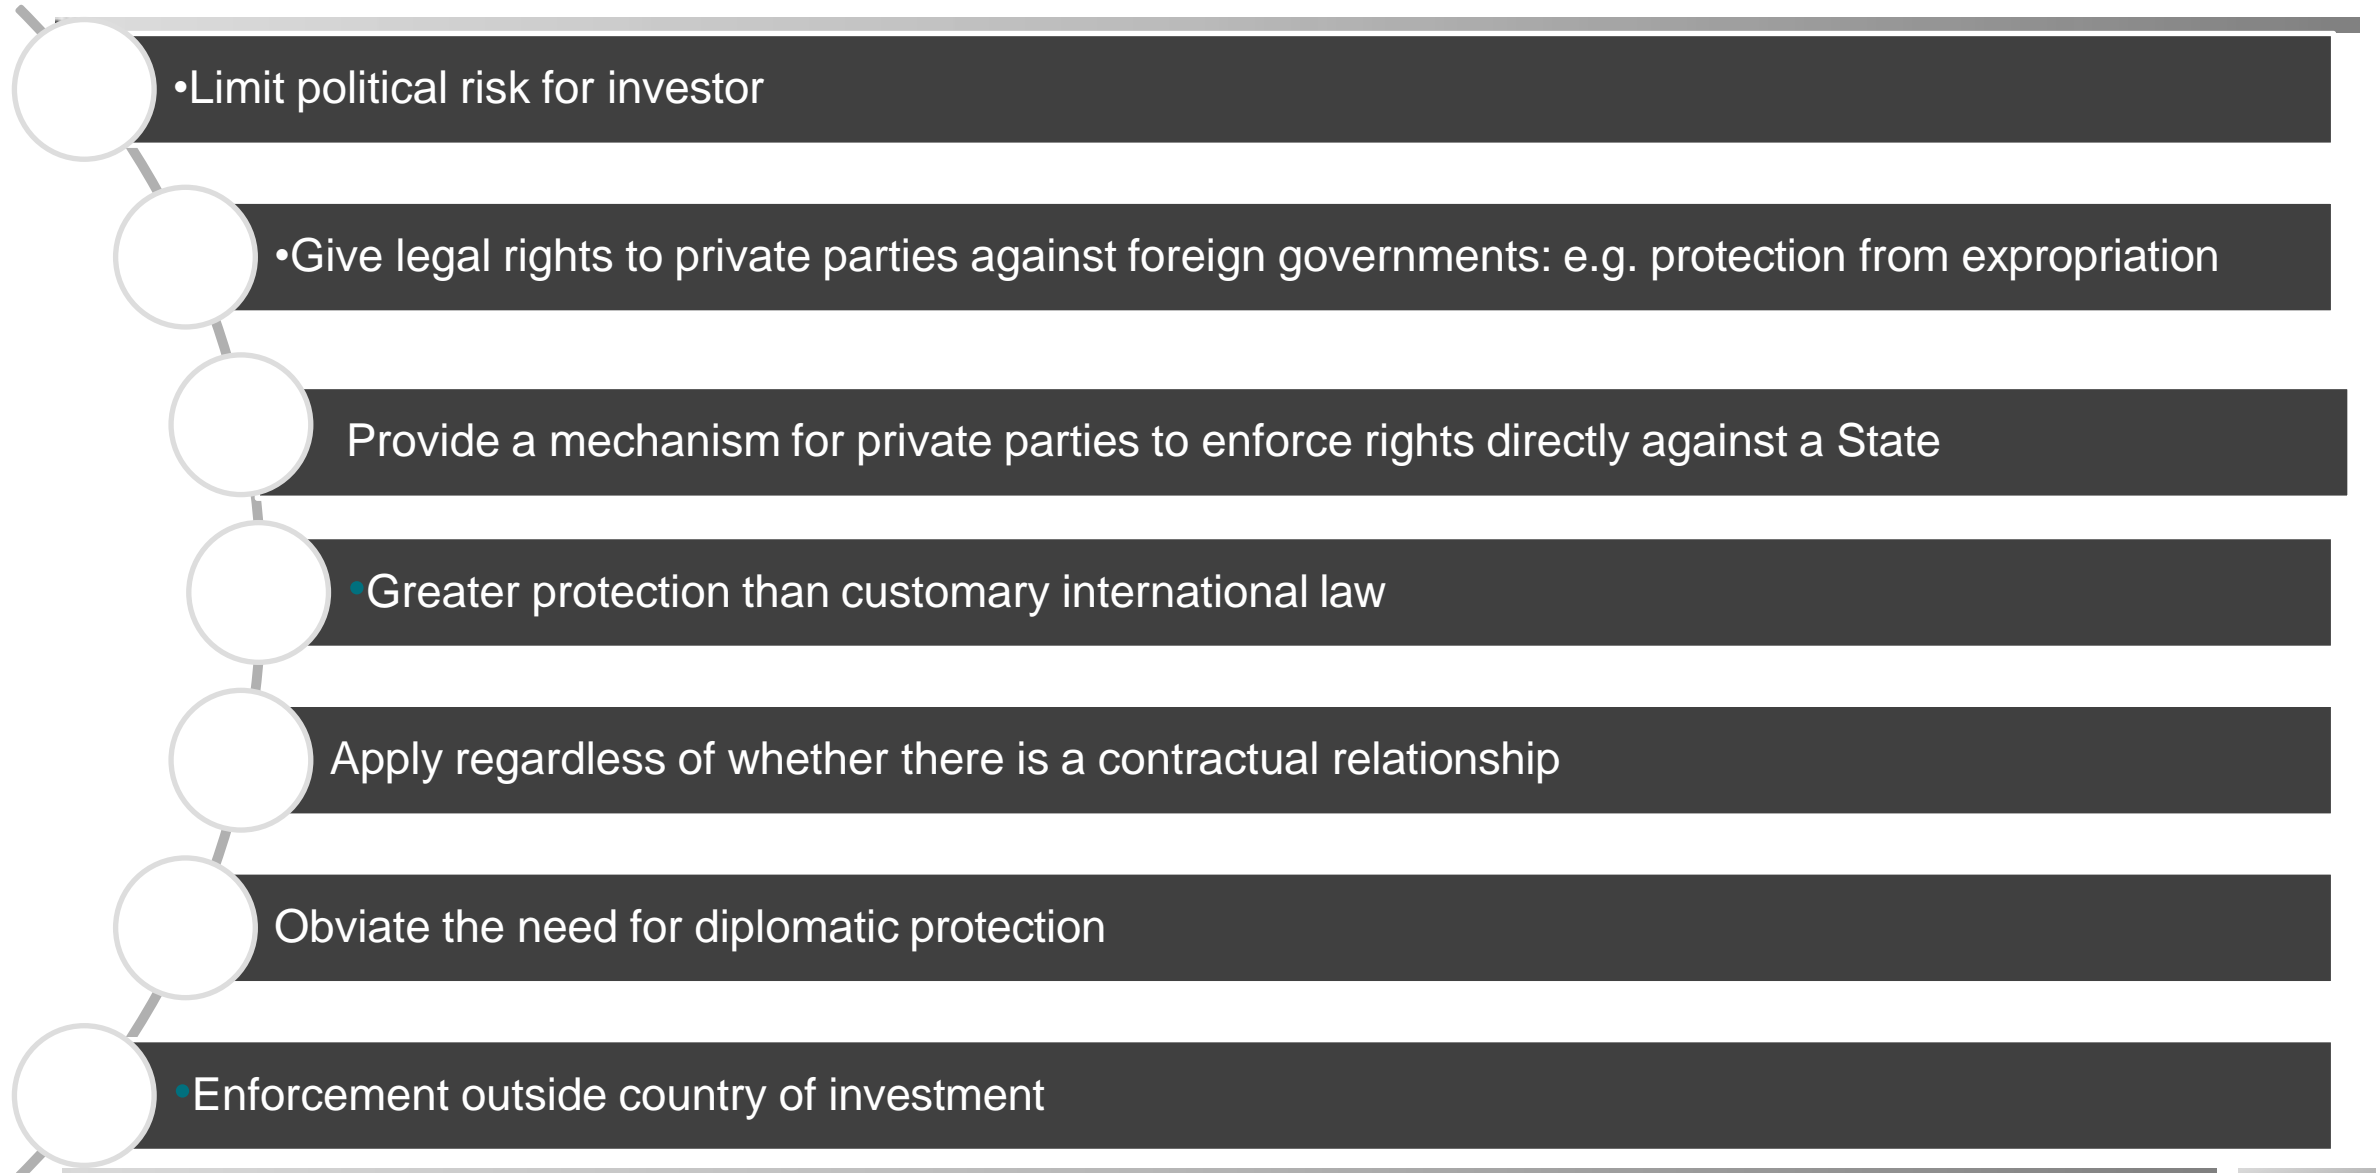 •Limit political risk for investor
•Give legal rights to private parties against foreign governments: e.g. protection from expropriation
Provide a mechanism for private parties to enforce rights directly against a State
•Greater protection than customary international law
Apply regardless of whether there is a contractual relationship
Obviate the need for diplomatic protection
•Enforcement outside country of investment